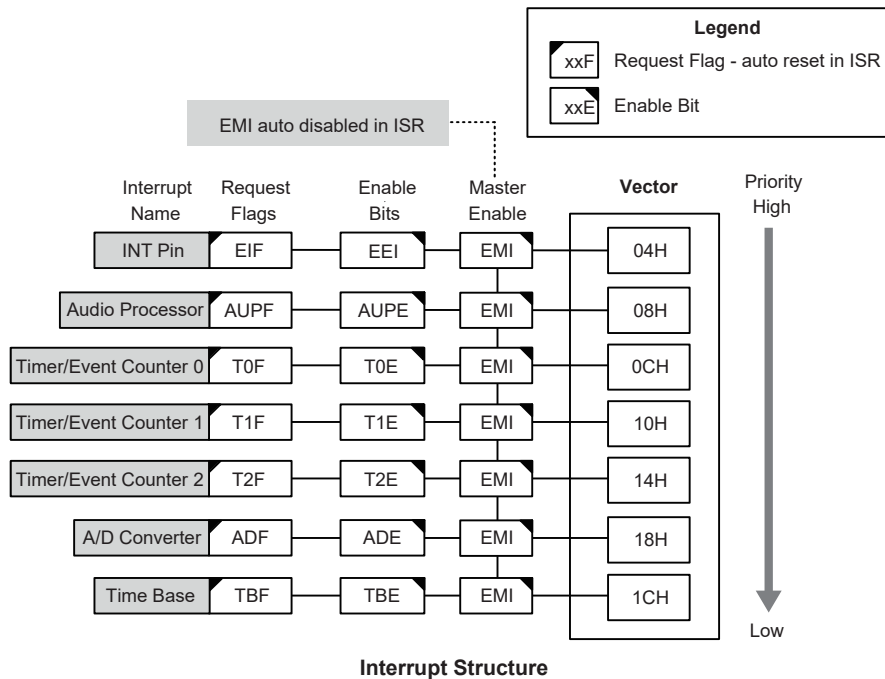 Legend
xxF Request Flag - auto reset in ISR
xxE Enable Bit
EMI auto disabled in ISR
Interrupt Name
Request Flags
Enable Bits
Master Enable
Vector
Priority High
INT Pin EIF EEI EMI 04H
Audio Processor AUPF AUPE EMI 08H
Timer/Event Counter 0 T0F T0E EMI 0CH
Timer/Event Counter 1 T1F T1E EMI 10H
Timer/Event Counter 2 T2F T2E EMI 14H
A/D Converter ADF ADE EMI 18H
Time Base TBF TBE EMI 1CH
Low
Interrupt Structure